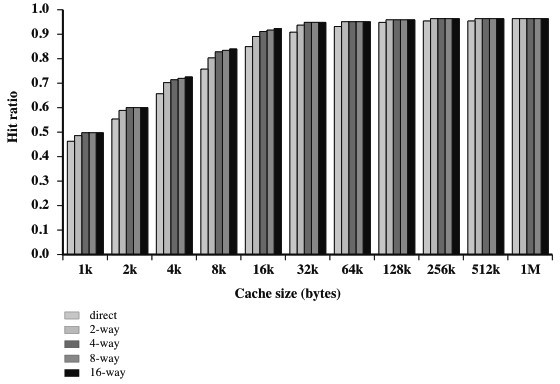 1.0
0.9
0.8
0.7
0.6
0.5
0.4
0.3
0.2
0.1
0.0
Hit ratio
1k 2k 4k 8k 16k 32k 64k 128k 256k 512k 1M
Cache size (bytes)
direct
2-way
4-way
8-way
16-way